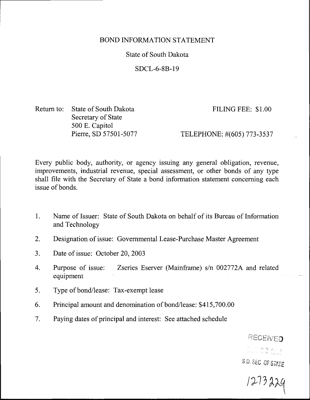 BOND INFORMATION STATEMENT
State of South Dakota
SDCL-6-8B-19
Return to: State of South Dakota FILING FEE: $1.00
Secretary of State
500 E. Capitol
Pierre, SD 57501-5077 TELEPHONE: #(605) 773-3537
Every public body, authority, or agency issuing any general obligation, revenue,
improvements, industrial revenue, special assessment, or other bonds of any type
shall file with the Secretary of State a bond information statement concerning each
issue of bonds.
1. Name of Issuer: State of South Dakota on behalf of its Bureau of Information
and Technology
2. Designation of issue: Governmental Lease-Purchase Master Agreement
3. Date of issue: October 20, 2003
4. Purpose of issue: Zseries Eserver (Mainframe) s/n 002772A and related
equipment
5. Type of bond/lease: Tax-exempt lease
6. Principal amount and denomination of bond/lease: $415,700.00
7. Paying dates of principal and interest: See attached schedule
RECEIVED
S.D. SEC. OF STATE
1273229